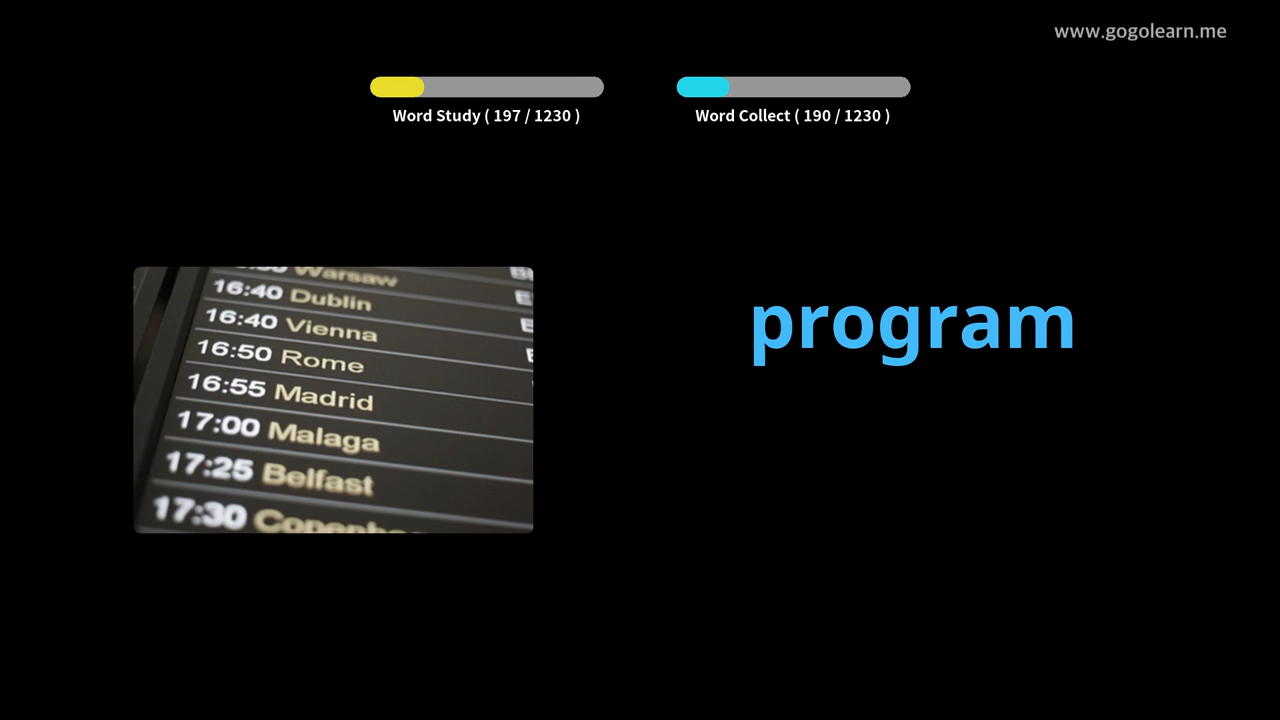 www.gogolearn.me
Word Study ( 197 / 1230 )
Word Collect ( 190 / 1230 )
Warsaw
16:40 Dublin
16:40 Vienna
16:50 Rome
16:55 Madrid
17:00 Malaga
17:25 Belfast
17:30
program